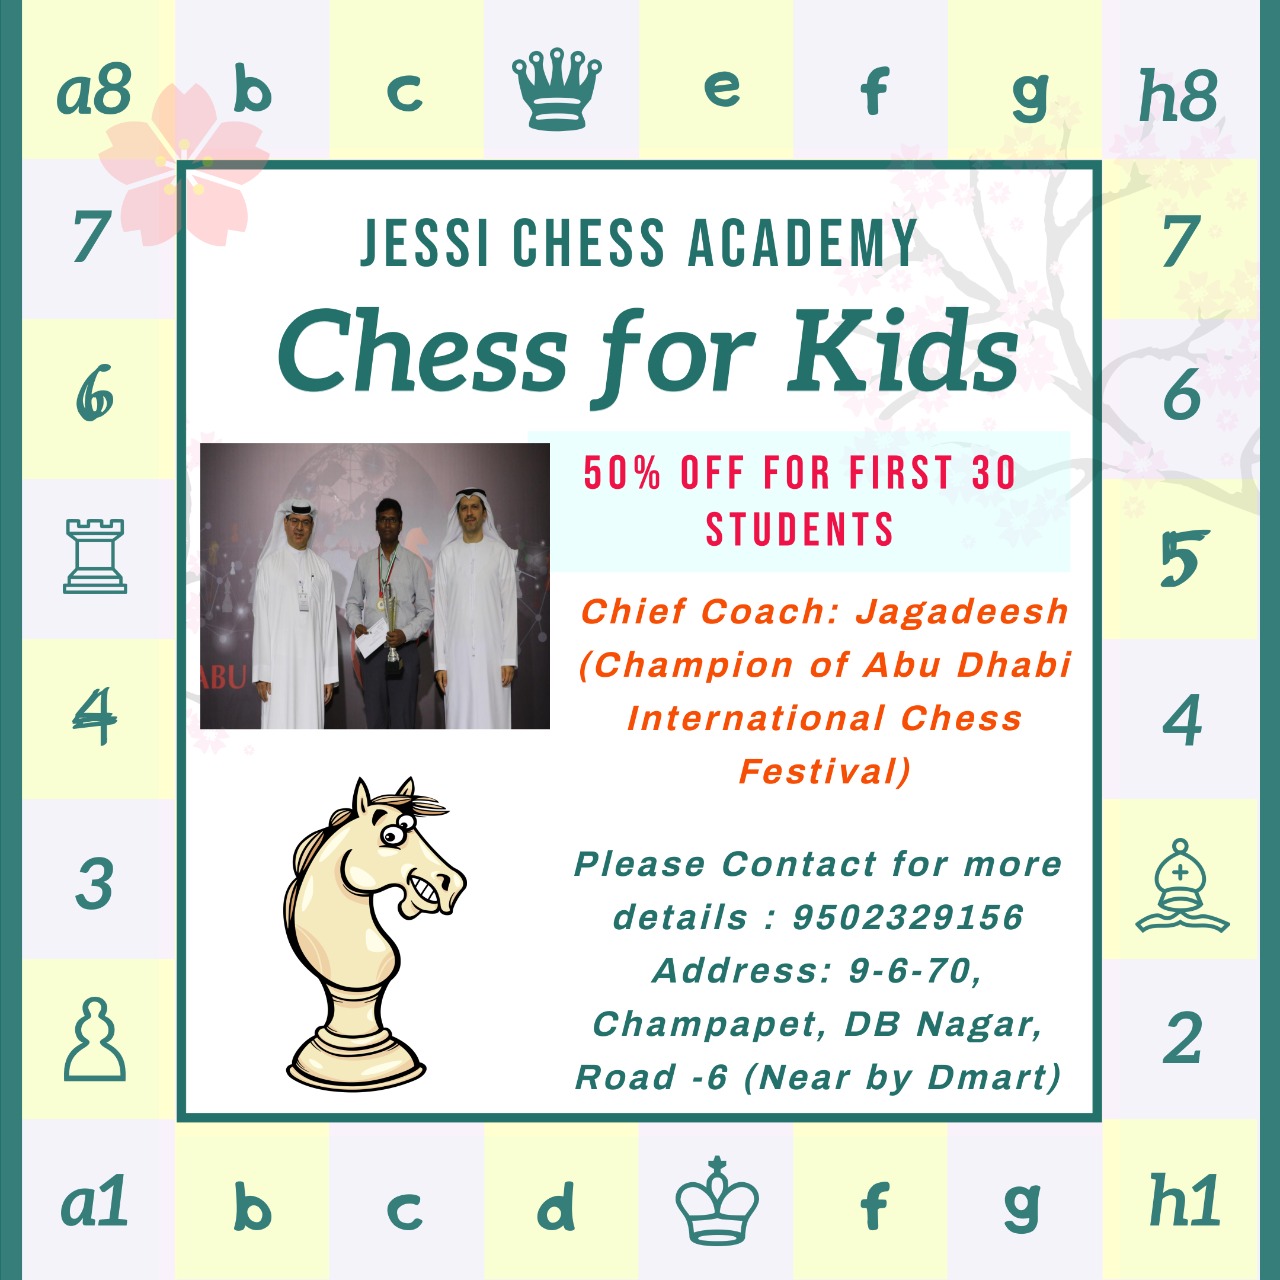 a8 b c e f g h8
7 7
JESSI CHESS ACADEMY
Chess for Kids
6 6
50% OFF FOR FIRST 30
STUDENTS
5
Chief Coach: Jagadeesh
(Champion of Abu Dhabi
International Chess
Festival)
ABU
4 4
3
Please Contact for more
details : 9502329156
Address: 9-6-70,
Champapet, DB Nagar,
Road -6 (Near by Dmart)
2
a1 b c d f g h1